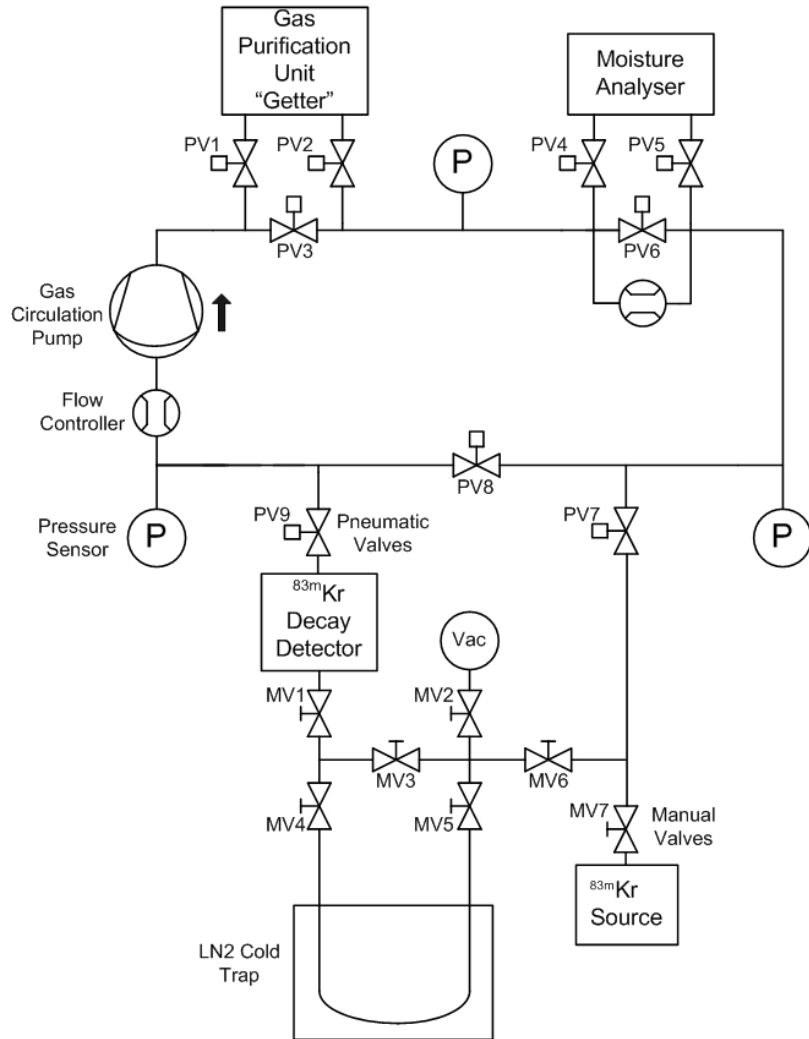 Gas
Purification
Unit
“Getter”
Moisture
Analyser
PV1
PV2
P
PV4
PV5
PV3
PV6
Gas
Circulation
Pump
Flow
Controller
PV8
Pressure
Sensor
P
PV9
Pneumatic
Valves
PV7
P
83mKr
Decay
Detector
Vac
MV1
MV2
MV3
MV6
MV4
MV5
MV7
Manual
Valves
83mKr
Source
LN2 Cold
Trap